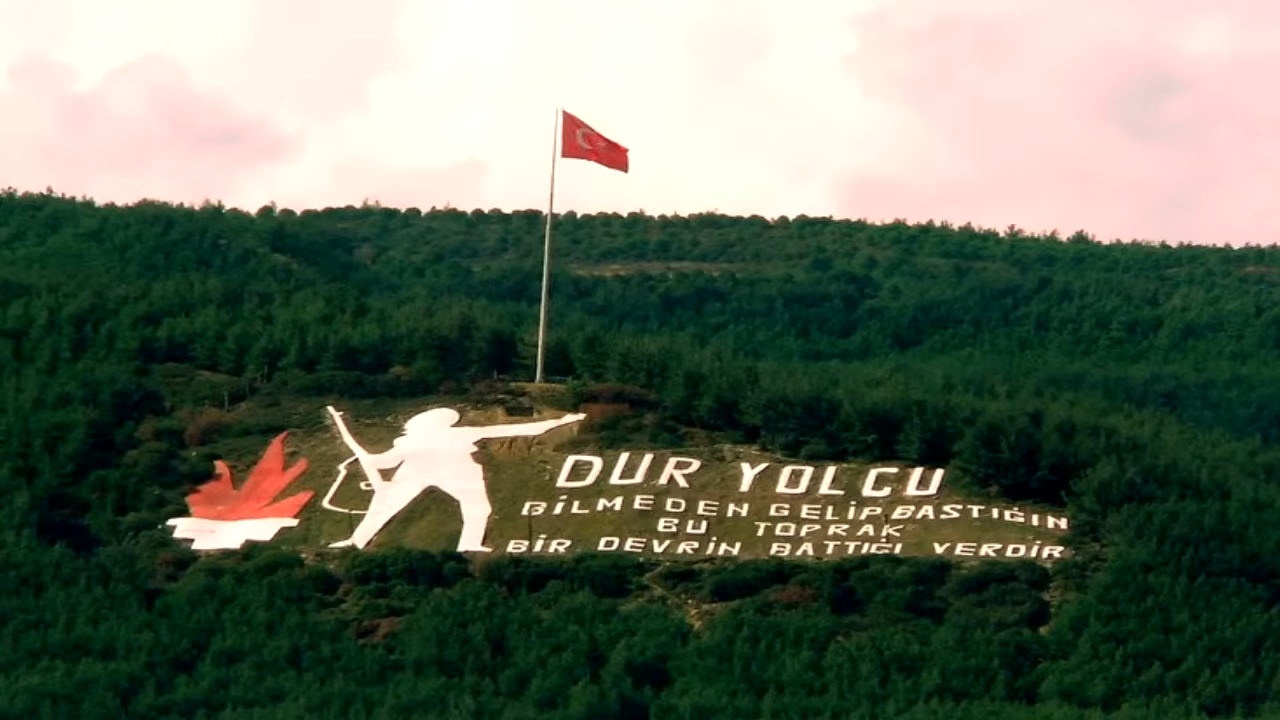 DUR YOLCU
BİLMEDEN GELİP BASTIĞIN
BU TOPRAK
BİR DEVRİN BATTIĞI YERDİR